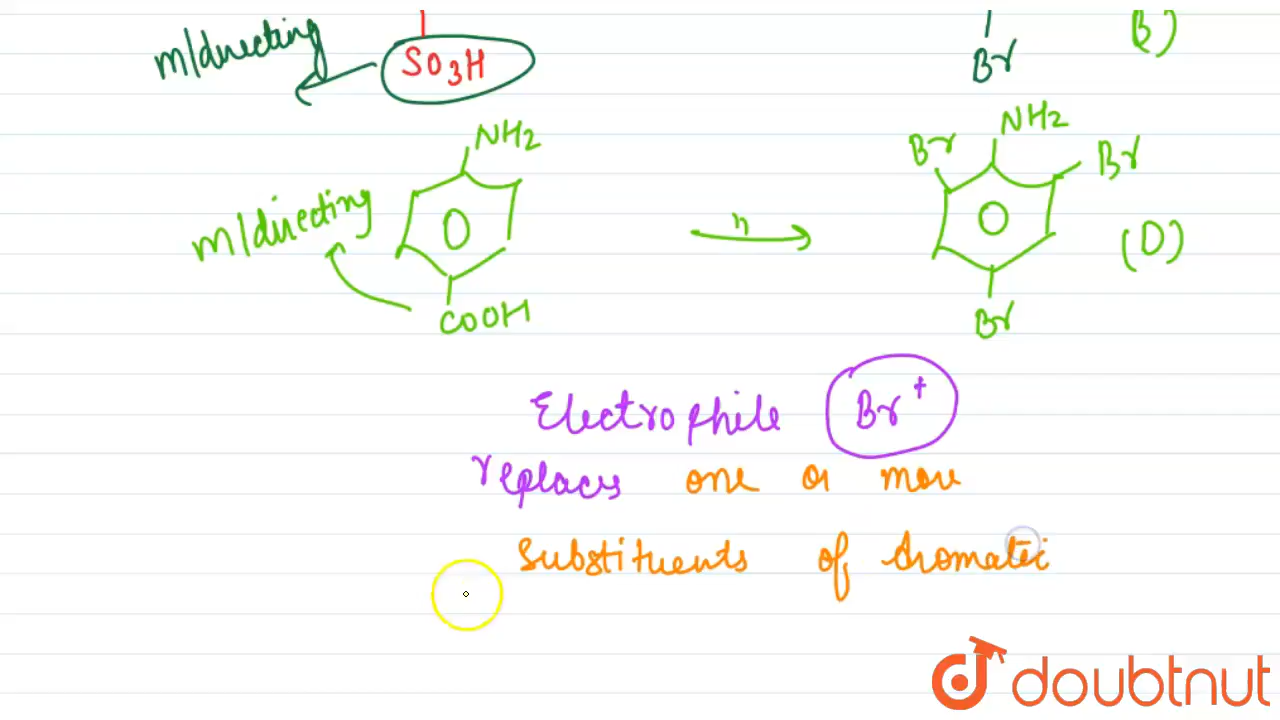 m/directing
SO3H
Br
(B)
NH2
m/directing
COOH
Br
NH2
Br
(D)
Br
Electrophile Br+
replaces one or more
Substituents of Aromatic
doubtnut